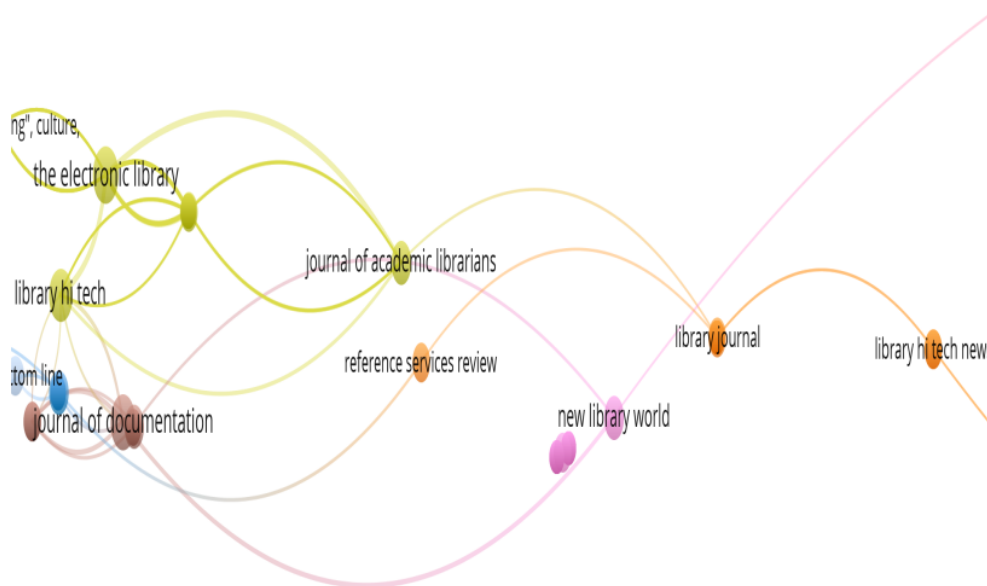 ng", culture,
the electronic library
journal of academic librarians
library hi tech
library journal
library hi tech new
reference services review
ttom line
new library world
journal of documentation